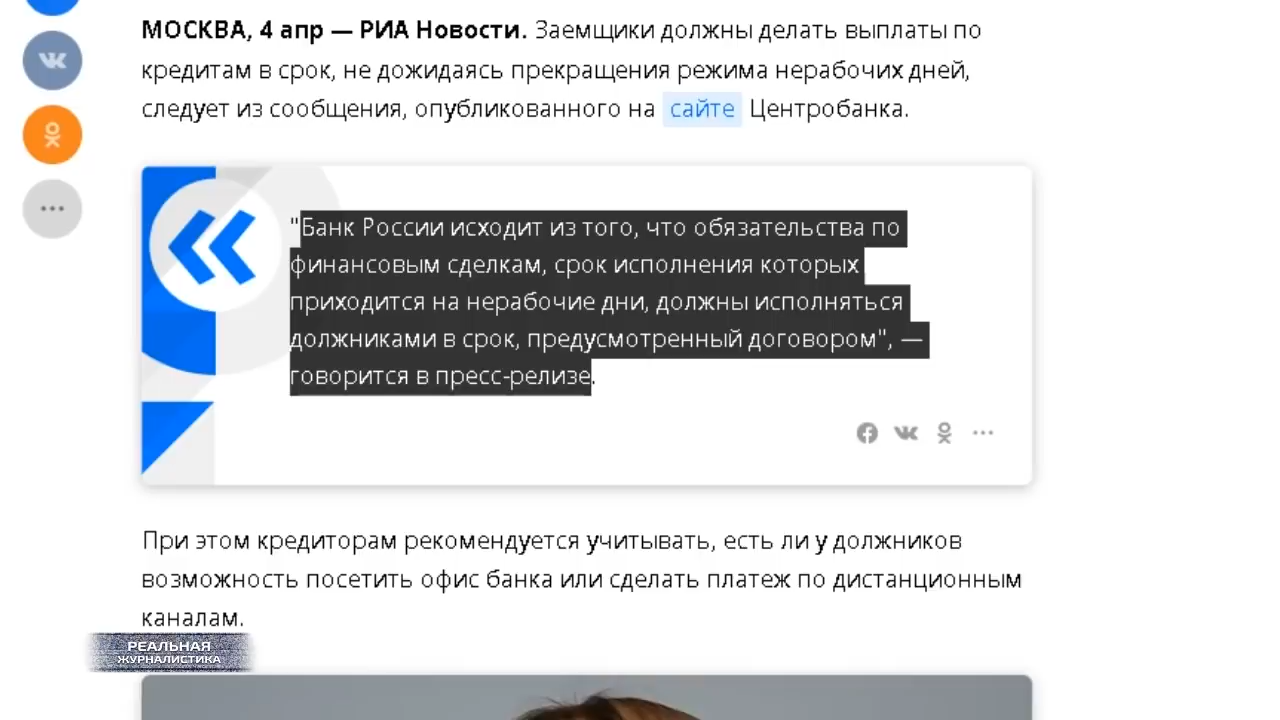 МОСКВА, 4 апр — РИА Новости. Заемщики должны делать выплаты по
кредитам в срок, не дожидаясь прекращения режима нерабочих дней,
следует из сообщения, опубликованного на сайте Центробанка.
"Банк России исходит из того, что обязательства по
финансовым сделкам, срок исполнения которых
приходится на нерабочие дни, должны исполняться
должниками в срок, предусмотренный договором", —
говорится в пресс-релизе.
При этом кредиторам рекомендуется учитывать, есть ли у должников
возможность посетить офис банка или сделать платеж по дистанционным
каналам.
РЕАЛЬНАЯ
ЖУРНАЛИСТИКА